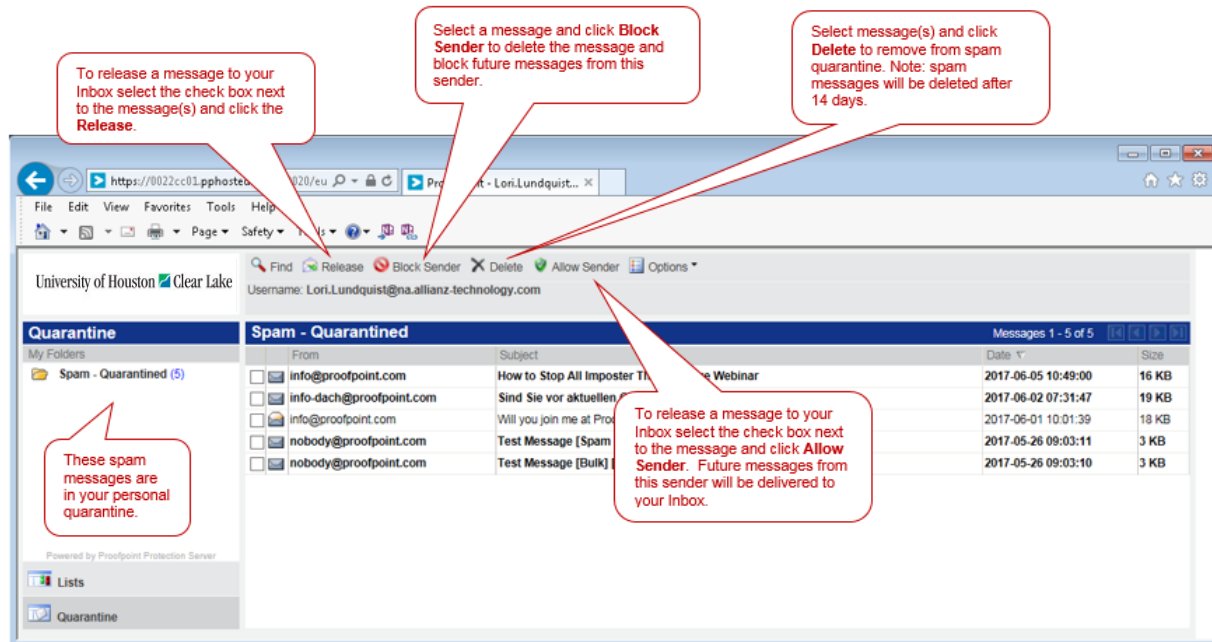 Select a message and click Block
Sender to delete the message and
block future messages from this
sender.
Select message(s) and click
Delete to remove from spam
quarantine. Note: spam
messages will be deleted after
14 days.
To release a message to your
Inbox select the check box next
to the message(s) and click the
Release.
https://0022cc01.pphoste 020/eu
Pro t - Lori.Lundquist...
File Edit View Favorites Tools Help
Page Safety
University of Houston Clear Lake
Find Release Block Sender Delete Allow Sender Options
Username: Lori.Lundquist@na.allianz-technology.com
Quarantine
My Folders
Spam - Quarantined (5)
These spam
messages are
in your personal
quarantine.
Powered by Proofpoint Protection Server
Lists
Quarantine
Spam - Quarantined Messages 1 - 5 of 5
From Subject Date Size
info@proofpoint.com How to Stop All Imposter Th e Webinar 2017-06-05 10:49:00 16 KB
info-dach@proofpoint.com Sind Sie vor aktuellen 2017-06-02 07:31:47 19 KB
info@proofpoint.com Will you join me at Pro 2017-06-01 10:01:39 18 KB
nobody@proofpoint.com Test Message [Spam 2017-05-26 09:03:11 3 KB
nobody@proofpoint.com Test Message [Bulk] [ 2017-05-26 09:03:10 3 KB
To release a message to your
Inbox select the check box next
to the message and click Allow
Sender. Future messages from
this sender will be delivered to
your Inbox.